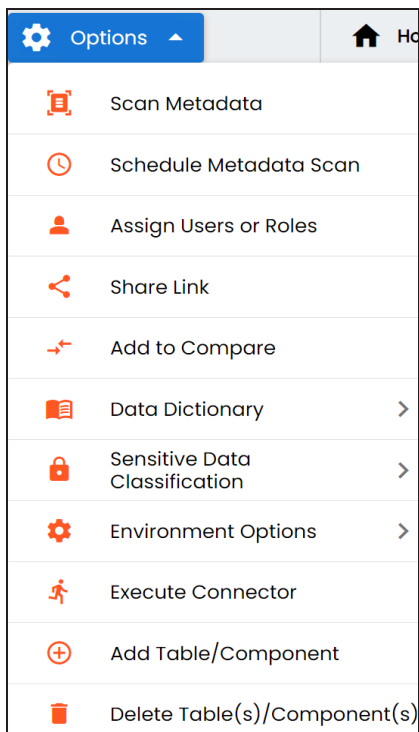 Options
Ho
Scan Metadata
Schedule Metadata Scan
Assign Users or Roles
Share Link
Add to Compare
Data Dictionary
Sensitive Data
Classification
Environment Options
Execute Connector
Add Table/Component
Delete Table(s)/Component(s)